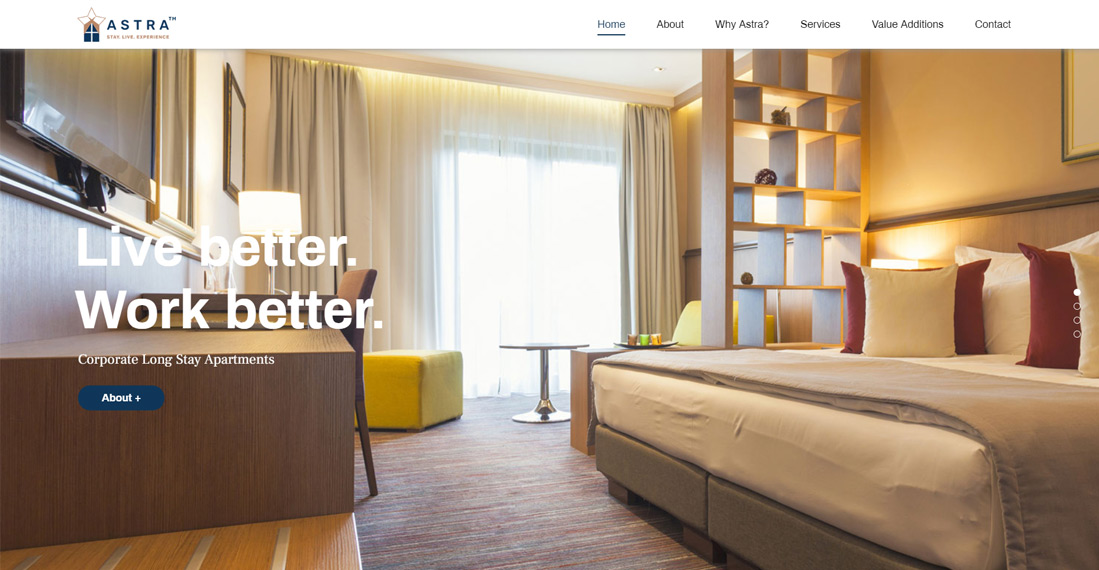 ASTRA™
STAY. LIVE. EXPERIENCE
Home
About
Why Astra?
Services
Value Additions
Contact
Live better.
Work better.
Corporate Long Stay Apartments
About +